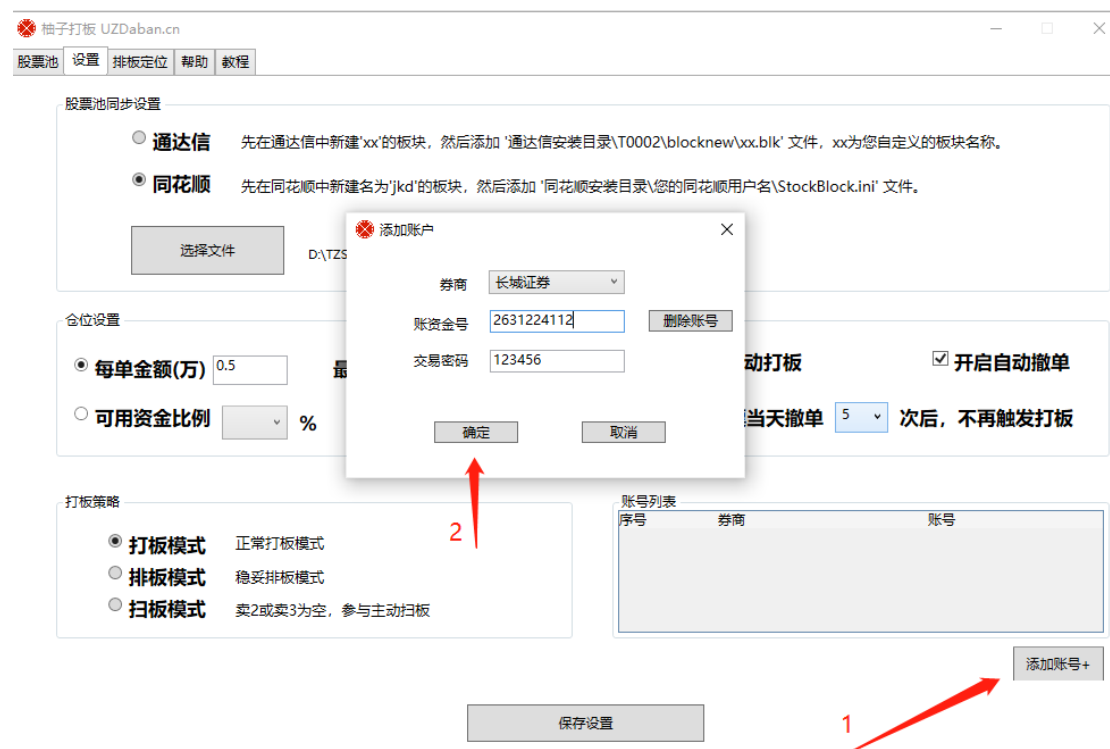 柚子打板 UZDaban.cn
股票池 设置 排板定位 帮助 教程
股票池同步设置
通达信 先在通达信中新建'xx'的板块，然后添加 '通达信安装目录\T0002\blocknew\xx.blk' 文件，xx为您自定义的板块名称。
同花顺 先在同花顺中新建名为'jkd'的板块，然后添加 '同花顺安装目录\您的同花顺用户名\StockBlock.ini' 文件。
选择文件 D:\TZS
添加账户
券商 长城证券
账资金号 2631224112 删除账号
交易密码 123456
确定 取消
仓位设置
每单金额(万) 0.5 最 动打板 开启自动撤单
可用资金比例 % 当天撤单 5 次后，不再触发打板
2
打板策略
打板模式 正常打板模式
排板模式 稳妥排板模式
扫板模式 卖2或卖3为空，参与主动扫板
账号列表
序号 券商 账号
添加账号+
1
保存设置